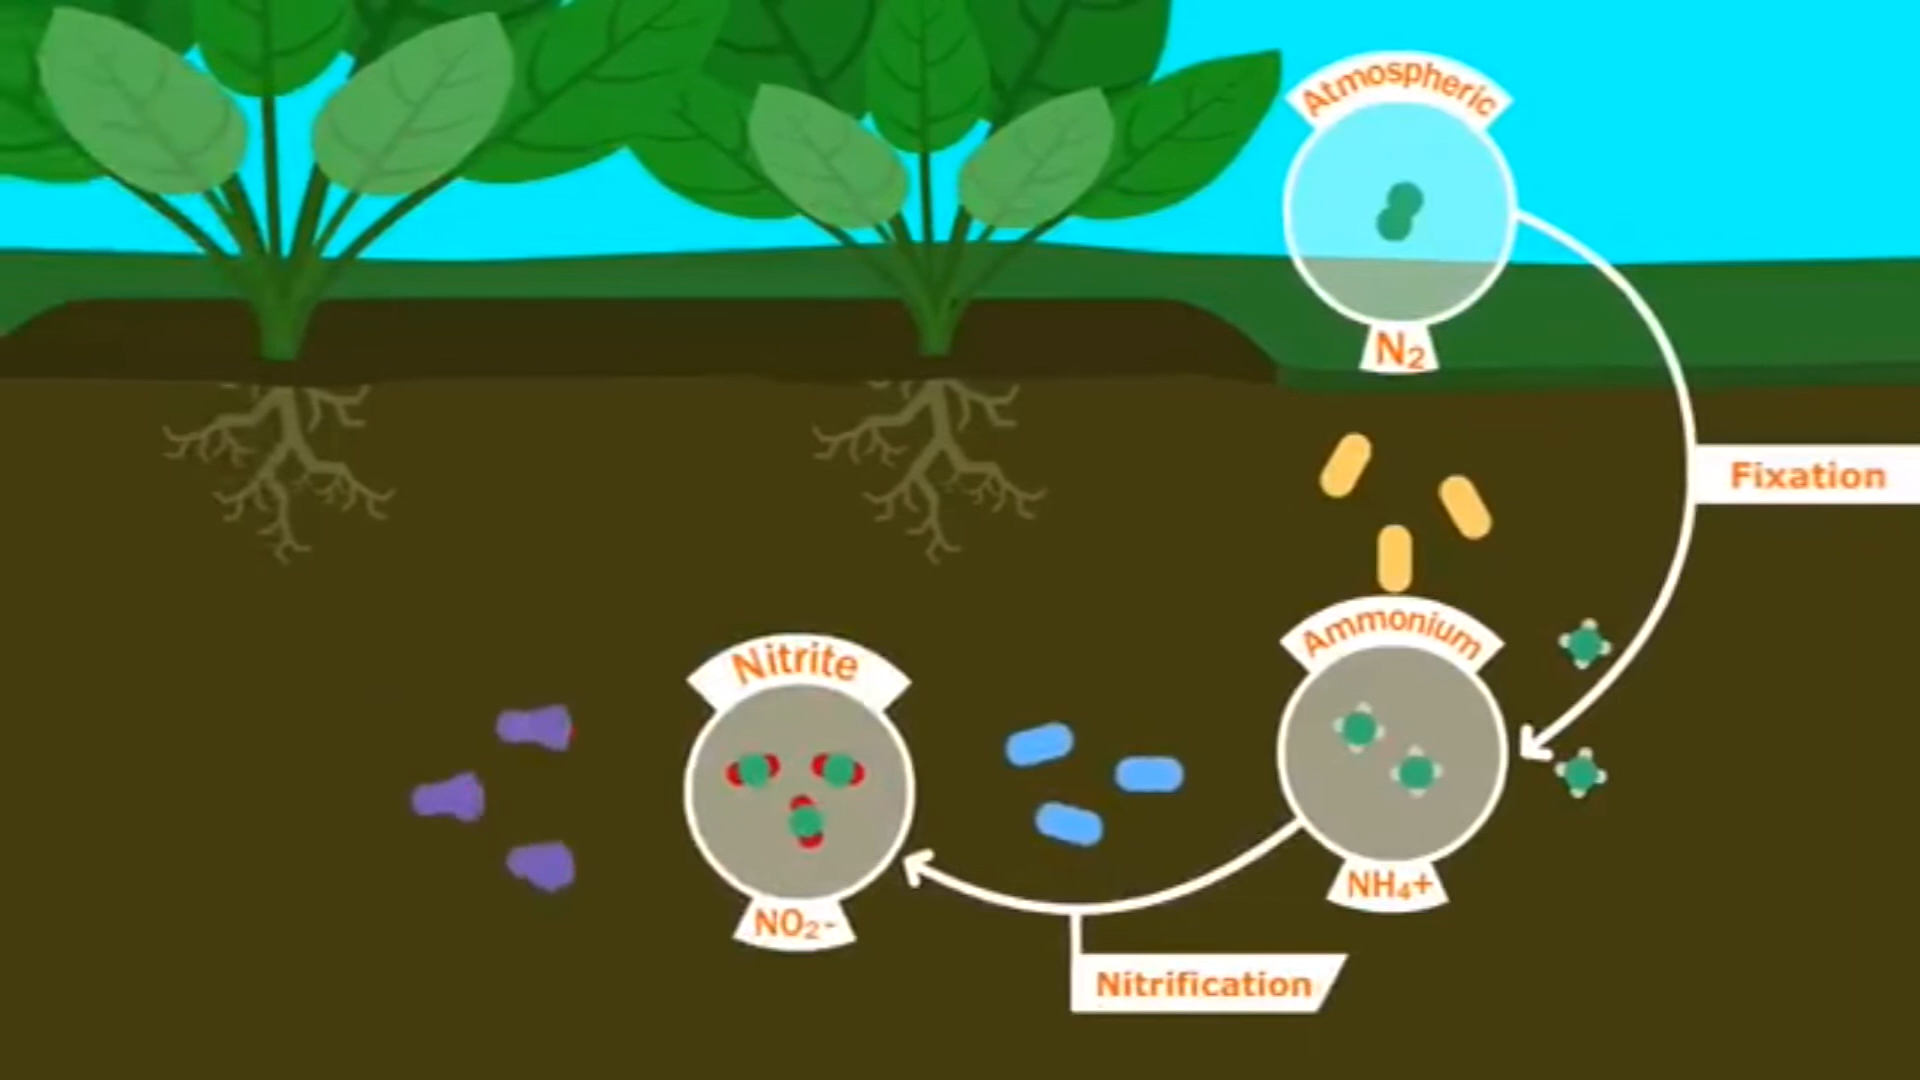 Atmospheric
N₂
Fixation
Ammonium
NH₄+
Nitrite
NO₂-
Nitrification